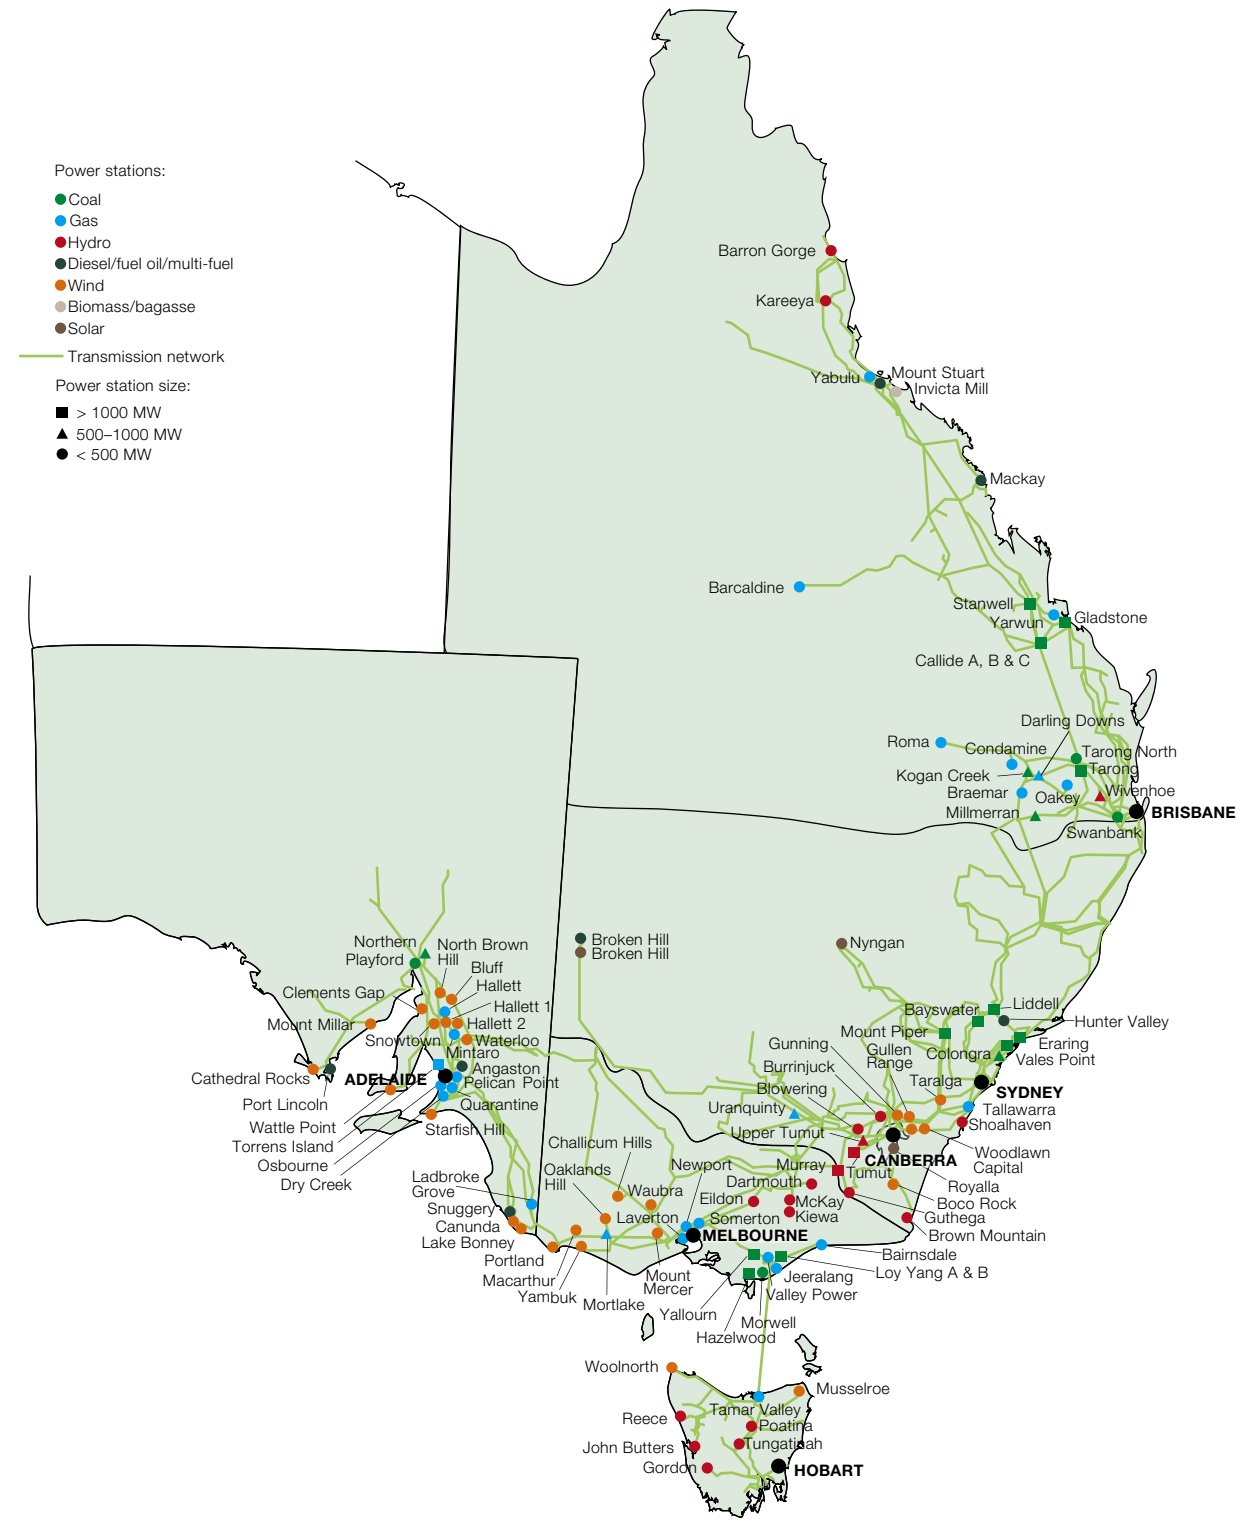 Power stations:
Coal
Gas
Hydro
Diesel/fuel oil/multi-fuel
Wind
Biomass/bagasse
Solar
Transmission network
Power station size:
> 1000 MW
500–1000 MW
< 500 MW
Barron Gorge
Kareeya
Mount Stuart
Yabulu
Invicta Mill
Mackay
Barcaldine
Stanwell
Yarwun
Gladstone
Callide A, B & C
Darling Downs
Roma
Condamine
Tarong North
Tarong
Kogan Creek
Braemar
Oakey
Wivenhoe
Millmerran
BRISBANE
Swanbank
Northern
Playford
North Brown
Hill
Bluff
Hallett
Clements Gap
Hallett 1
Mount Millar
Hallett 2
Snowtown
Waterloo
Mintaro
Cathedral Rocks
ADELAIDE
Angaston
Pelican Point
Port Lincoln
Quarantine
Wattle Point
Starfish Hill
Torrens Island
Osbourne
Dry Creek
Broken Hill
Broken Hill
Nyngan
Bayswater
Liddell
Hunter Valley
Mount Piper
Eraring
Gunning
Gullen
Range
Colongra
Vales Point
Burrinjuck
Taralga
SYDNEY
Blowering
Uranquinty
Tallawarra
Shoalhaven
Upper Tumut
Challicum Hills
Woodlawn
Capital
CANBERRA
Newport
Murray
Tumut
Oaklands
Hill
Ladbroke
Grove
Dartmouth
Royalla
Waubra
Eildon
McKay
Boco Rock
Snuggery
Laverton
Somerton
Kiewa
Guthega
Canunda
Lake Bonney
MELBOURNE
Brown Mountain
Portland
Bairnsdale
Macarthur
Mount
Mercer
Jeeralang
Loy Yang A & B
Yambuk
Mortlake
Valley Power
Yallourn
Morwell
Hazelwood
Woolnorth
Musselroe
Tamar Valley
Reece
Poatina
John Butters
Tungatinah
Gordon
HOBART